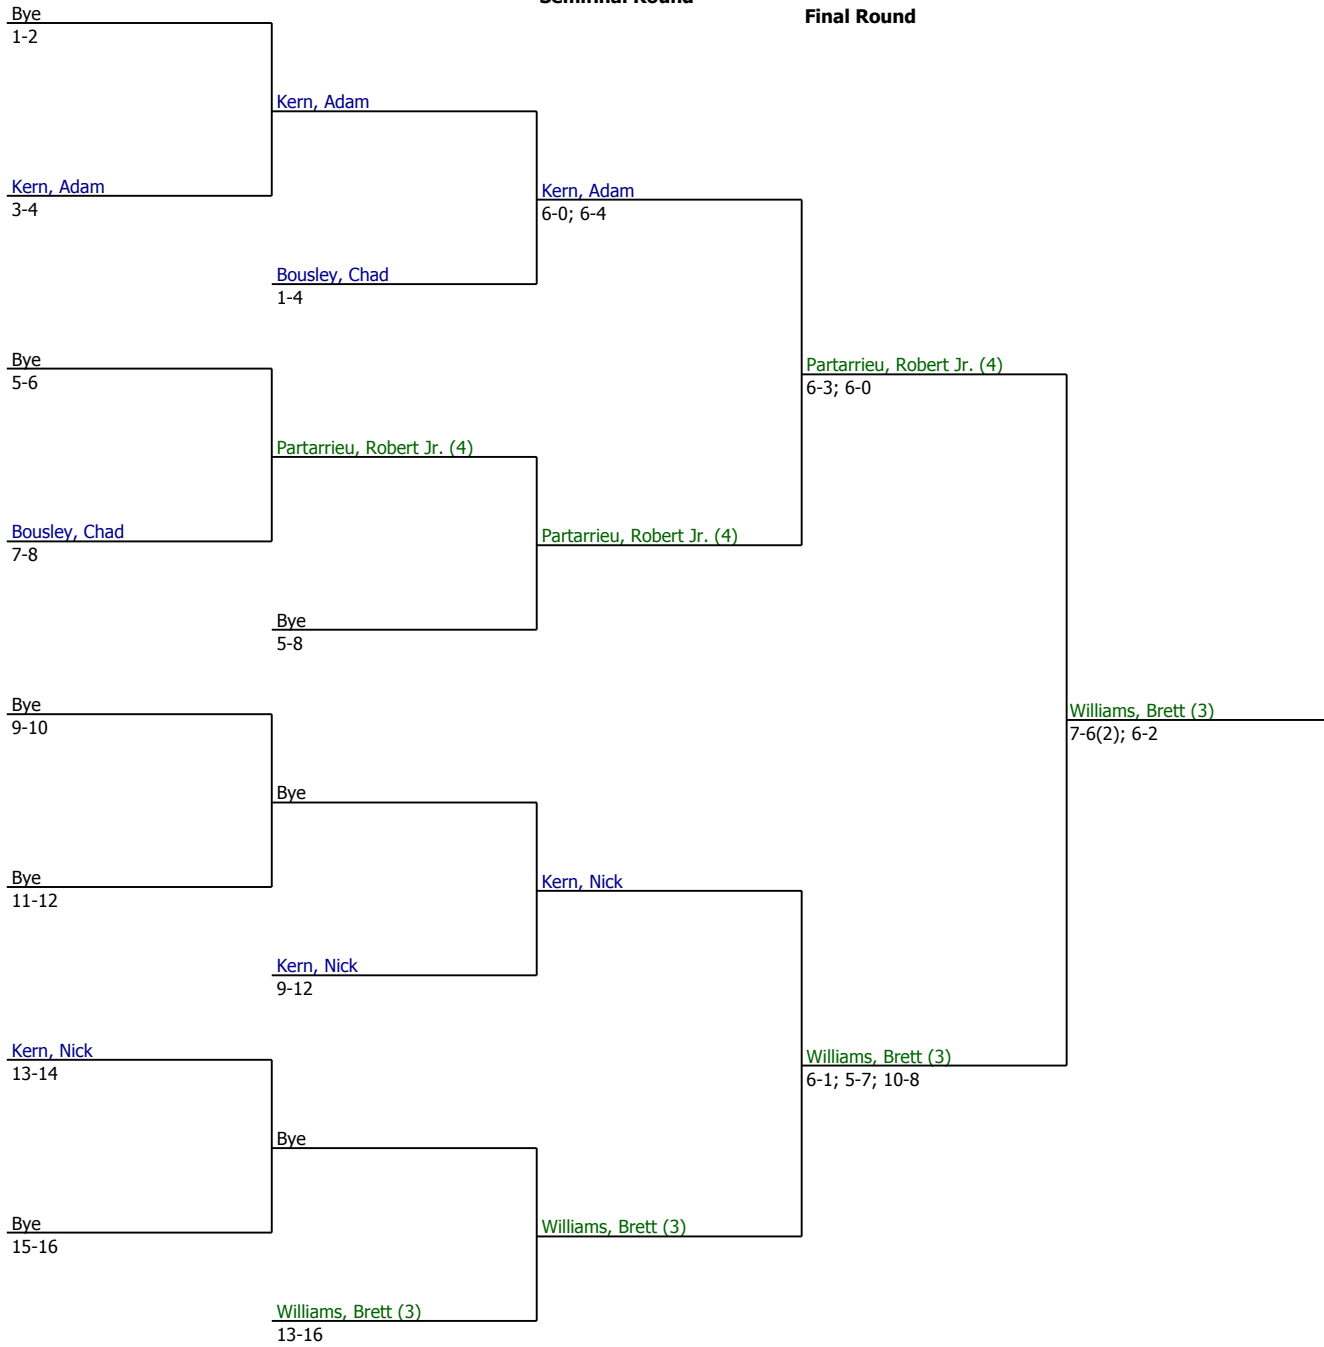 Semifinal Round
Final Round
Bye
1-2
Kern, Adam
Kern, Adam
3-4
Kern, Adam
6-0; 6-4
Bousley, Chad
1-4
Bye
5-6
Partarrieu, Robert Jr. (4)
6-3; 6-0
Partarrieu, Robert Jr. (4)
Bousley, Chad
7-8
Partarrieu, Robert Jr. (4)
Bye
5-8
Bye
9-10
Williams, Brett (3)
7-6(2); 6-2
Bye
Bye
11-12
Kern, Nick
Kern, Nick
9-12
Kern, Nick
13-14
Williams, Brett (3)
6-1; 5-7; 10-8
Bye
Bye
15-16
Williams, Brett (3)
Williams, Brett (3)
13-16